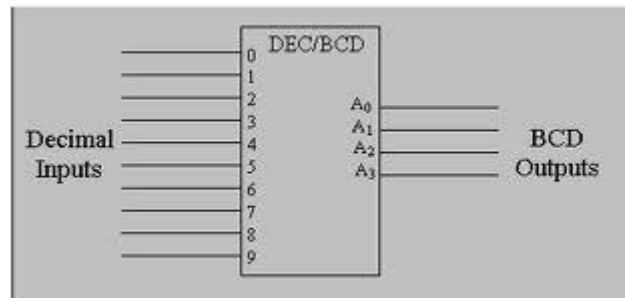 DEC/BCD
0
1
2
3
4
5
6
7
8
9
Decimal
Inputs
A0
A1
A2
A3
BCD
Outputs